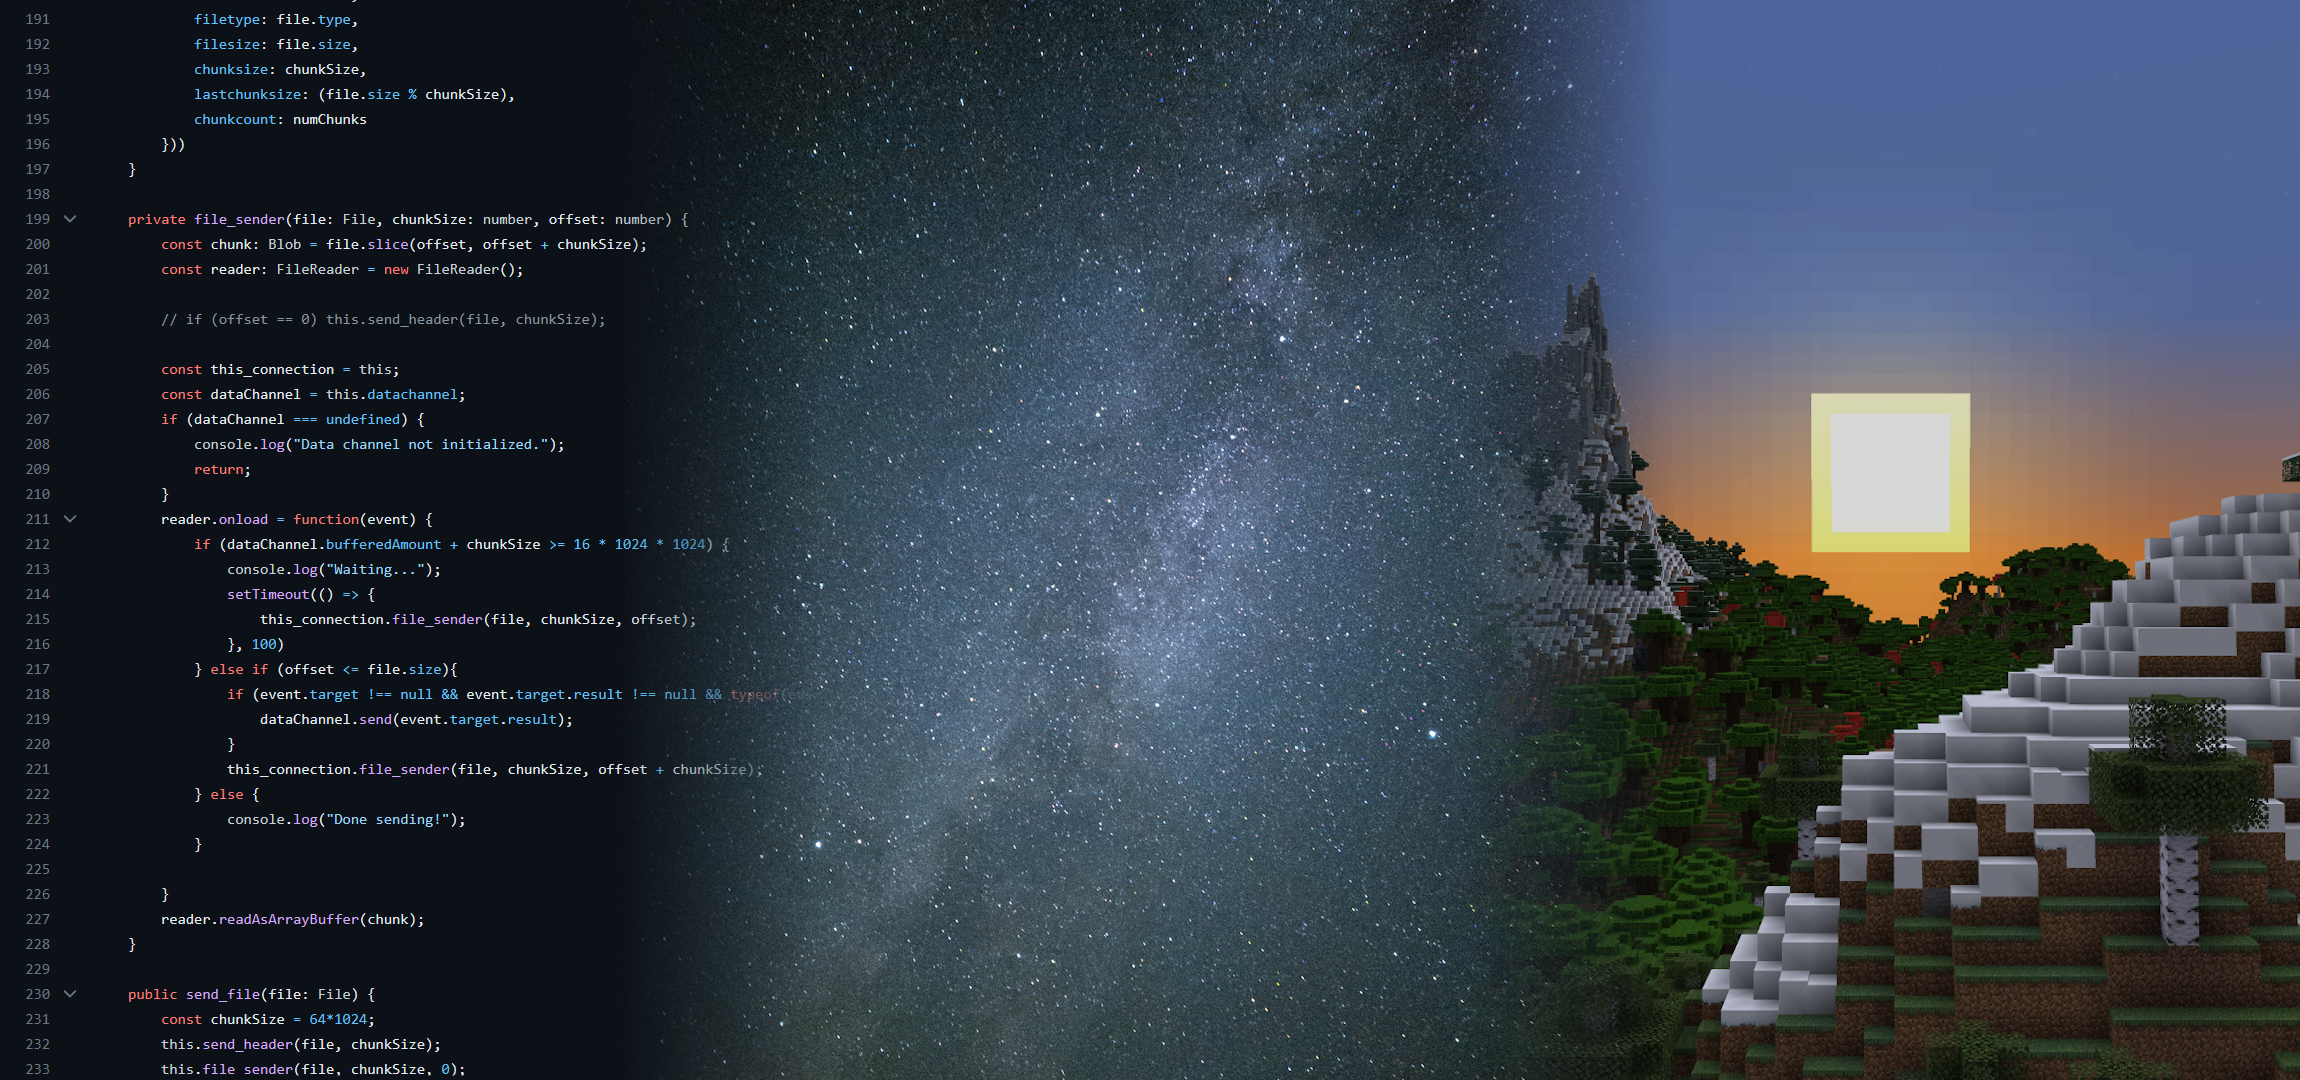 191 filetype: file.type,
192 filesize: file.size,
193 chunksize: chunkSize,
194 lastchunksize: (file.size % chunkSize),
195 chunkcount: numChunks
196 }))
197 }
198
199 private file_sender(file: File, chunkSize: number, offset: number) {
200 const chunk: Blob = file.slice(offset, offset + chunkSize);
201 const reader: FileReader = new FileReader();
202
203 // if (offset == 0) this.send_header(file, chunkSize);
204
205 const this_connection = this;
206 const dataChannel = this.datachannel;
207 if (dataChannel === undefined) {
208 console.log("Data channel not initialized.");
209 return;
210 }
211 reader.onload = function(event) {
212 if (dataChannel.bufferedAmount + chunkSize >= 16 * 1024 * 1024) {
213 console.log("Waiting...");
214 setTimeout(() => {
215 this_connection.file_sender(file, chunkSize, offset);
216 }, 100)
217 } else if (offset <= file.size){
218 if (event.target !== null && event.target.result !== null && typeof(
219 dataChannel.send(event.target.result);
220 }
221 this_connection.file_sender(file, chunkSize, offset + chunkSize);
222 } else {
223 console.log("Done sending!");
224 }
225
226 }
227 reader.readAsArrayBuffer(chunk);
228 }
229
230 public send_file(file: File) {
231 const chunkSize = 64*1024;
232 this.send_header(file, chunkSize);
233 this.file_sender(file, chunkSize, 0);